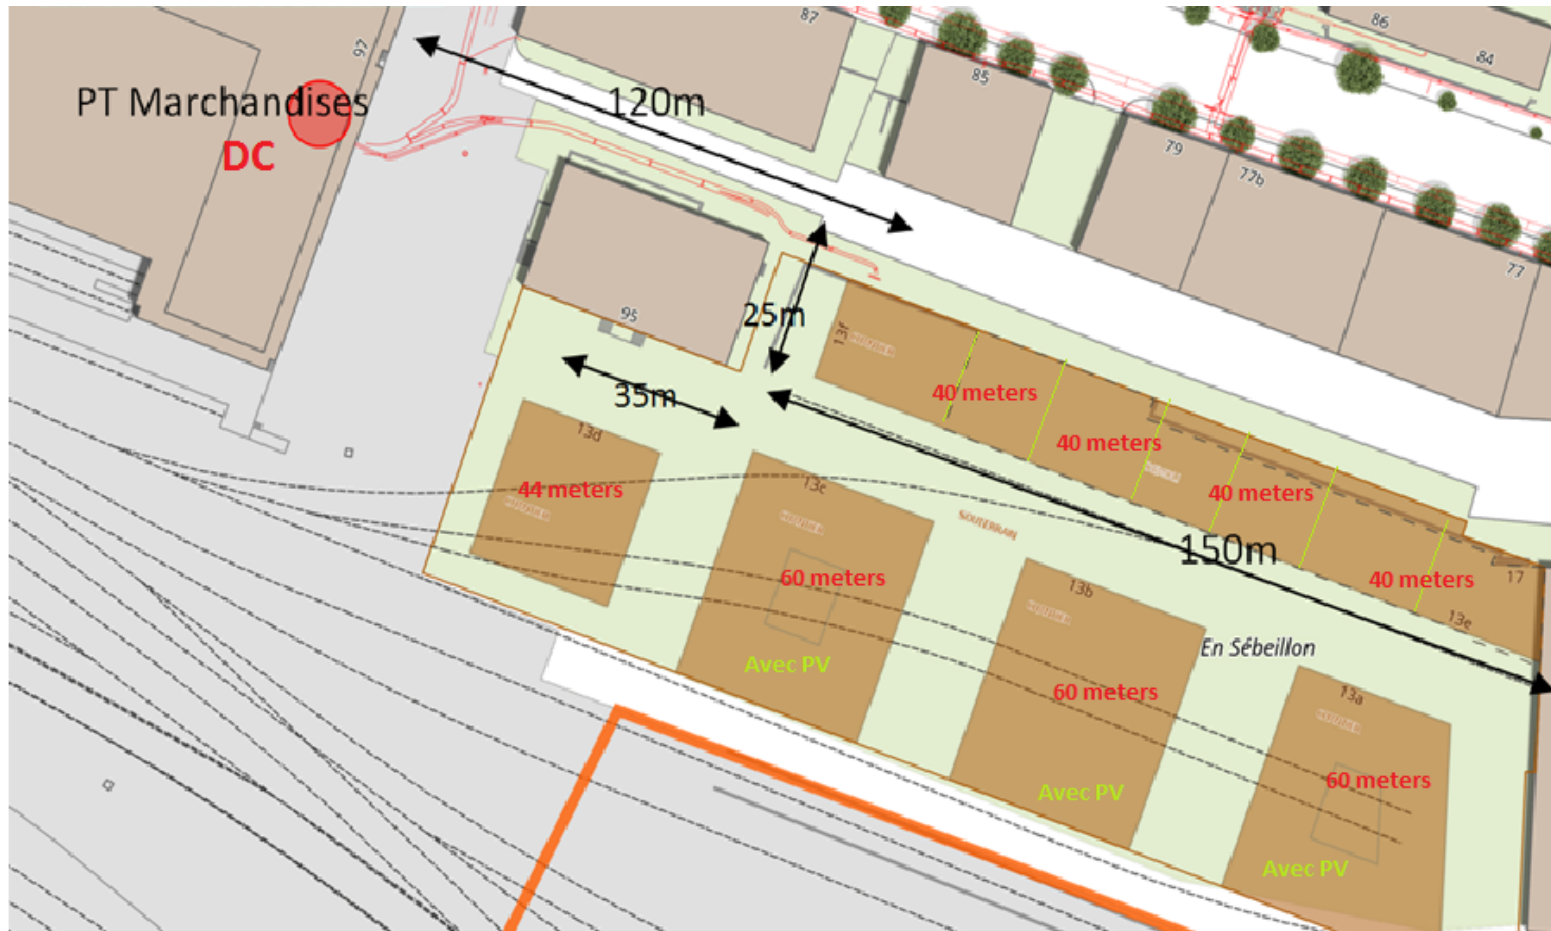 87
86
84
97
85
PT Marchandises
120m
DC
79
77b
77
25m
95
13f
35m
40 meters
13d
40 meters
44 meters
13c
40 meters
Souterrain
150m
60 meters
13b
40 meters
17
13e
En Sébeillon
Avec PV
60 meters
13a
60 meters
Avec PV
Avec PV